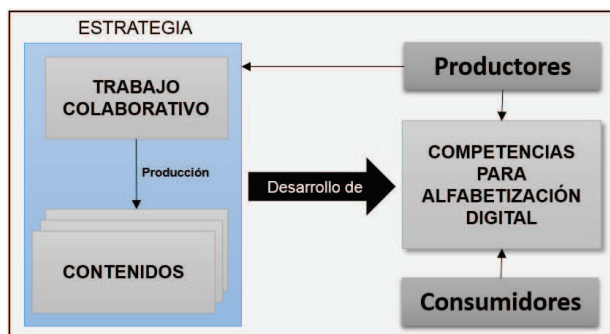 ESTRATEGIA
TRABAJO
COLABORATIVO
Producción
CONTENIDOS
Desarrollo de
Productores
COMPETENCIAS
PARA
ALFABETIZACIÓN
DIGITAL
Consumidores